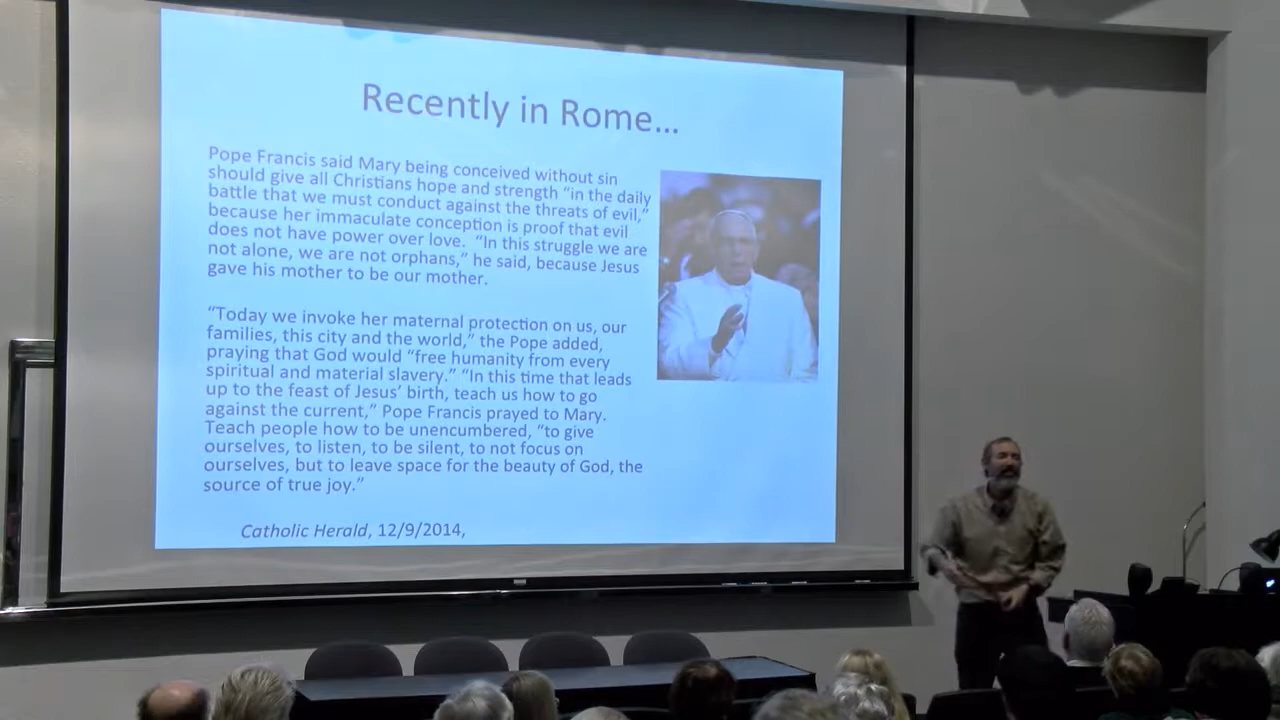 Recently in Rome...
Pope Francis said Mary being conceived without sin
should give all Christians hope and strength “in the daily
battle that we must conduct against the threats of evil,”
because her immaculate conception is proof that evil
does not have power over love.  “In this struggle we are
not alone, we are not orphans,” he said, because Jesus
gave his mother to be our mother.
“Today we invoke her maternal protection on us, our
families, this city and the world,” the Pope added,
praying that God would “free humanity from every
spiritual and material slavery.” “In this time that leads
up to the feast of Jesus’ birth, teach us how to go
against the current,” Pope Francis prayed to Mary.
Teach people how to be unencumbered, “to give
ourselves, to listen, to be silent, to not focus on
ourselves, but to leave space for the beauty of God, the
source of true joy.”
Catholic Herald, 12/9/2014,